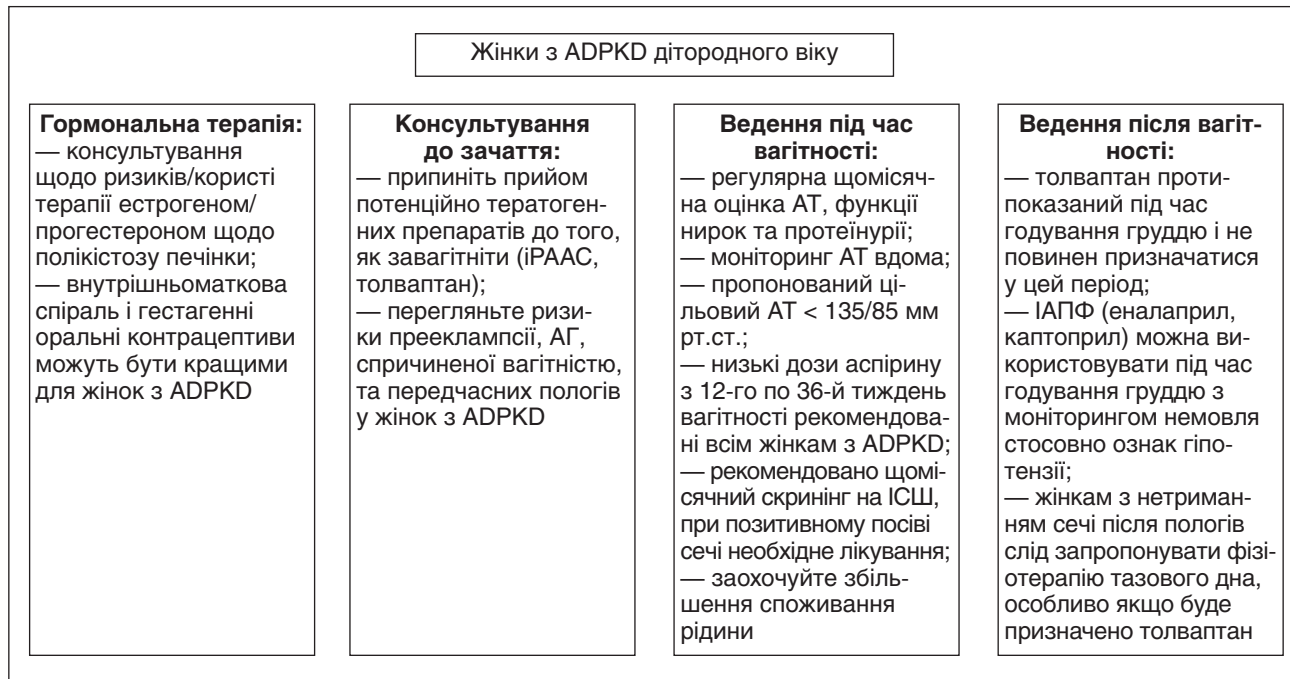 Жінки з ADPKD дітородного віку
Гормональна терапія:
— консультування
щодо ризиків/користі
терапії естрогеном/
прогестероном щодо
полікістозу печінки;
— внутрішньоматкова
спіраль і гестагенні
оральні контрацептиви
можуть бути кращими
для жінок з ADPKD
Консультування
до зачаття:
— припиніть прийом
потенційно тератоген-
них препаратів до того,
як завагітніти (іРААС,
толваптан);
— перегляньте ризи-
ки прееклампсії, АГ,
спричиненої вагітністю,
та передчасних пологів
у жінок з ADPKD
Ведення під час
вагітності:
— регулярна щомісяч-
на оцінка АТ, функції
нирок та протеїнурії;
— моніторинг АТ вдома;
— пропонований ці-
льовий АТ < 135/85 мм
рт.ст.;
— низькі дози аспірину
з 12-го по 36-й тиждень
вагітності рекомендова-
ні всім жінкам з ADPKD;
— рекомендовано щомі-
сячний скринінг на ІСШ,
при позитивному посіві
сечі необхідне лікування;
— заохочуйте збіль-
шення споживання
рідини
Ведення після вагіт-
ності:
— толваптан проти-
показаний під час
годування груддю і не
повинен призначатися
у цей період;
— ІАПФ (еналаприл,
каптоприл) можна ви-
користовувати під час
годування груддю з
моніторингом немовля
стосовно ознак гіпо-
тензії;
— жінкам з нетриман-
ням сечі після пологів
слід запропонувати фізі-
отерапію тазового дна,
особливо якщо буде
призначено толваптан